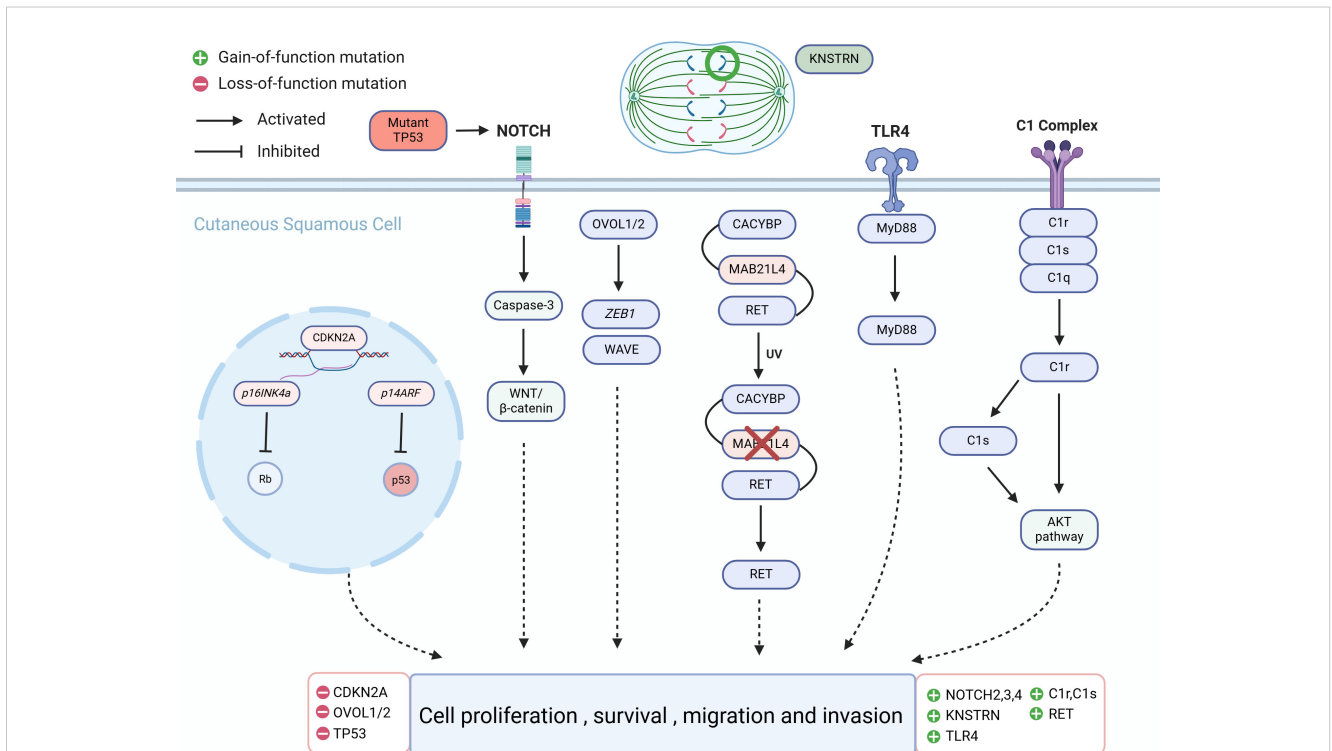 Gain-of-function mutation
Loss-of-function mutation
Activated
Inhibited
Mutant
TP53
NOTCH
KNSTRN
TLR4
C1 Complex
Cutaneous Squamous Cell
CDKN2A
p16INK4a
p14ARF
Rb
p53
Caspase-3
WNT/
β-catenin
OVOL1/2
ZEB1
WAVE
CACYBP
MAB21L4
RET
UV
CACYBP
MAB21L4
RET
RET
MyD88
MyD88
C1r
C1s
C1q
C1r
C1s
AKT
pathway
CDKN2A
OVOL1/2
TP53
Cell proliferation , survival , migration and invasion
NOTCH2,3,4
KNSTRN
TLR4
C1r,C1s
RET